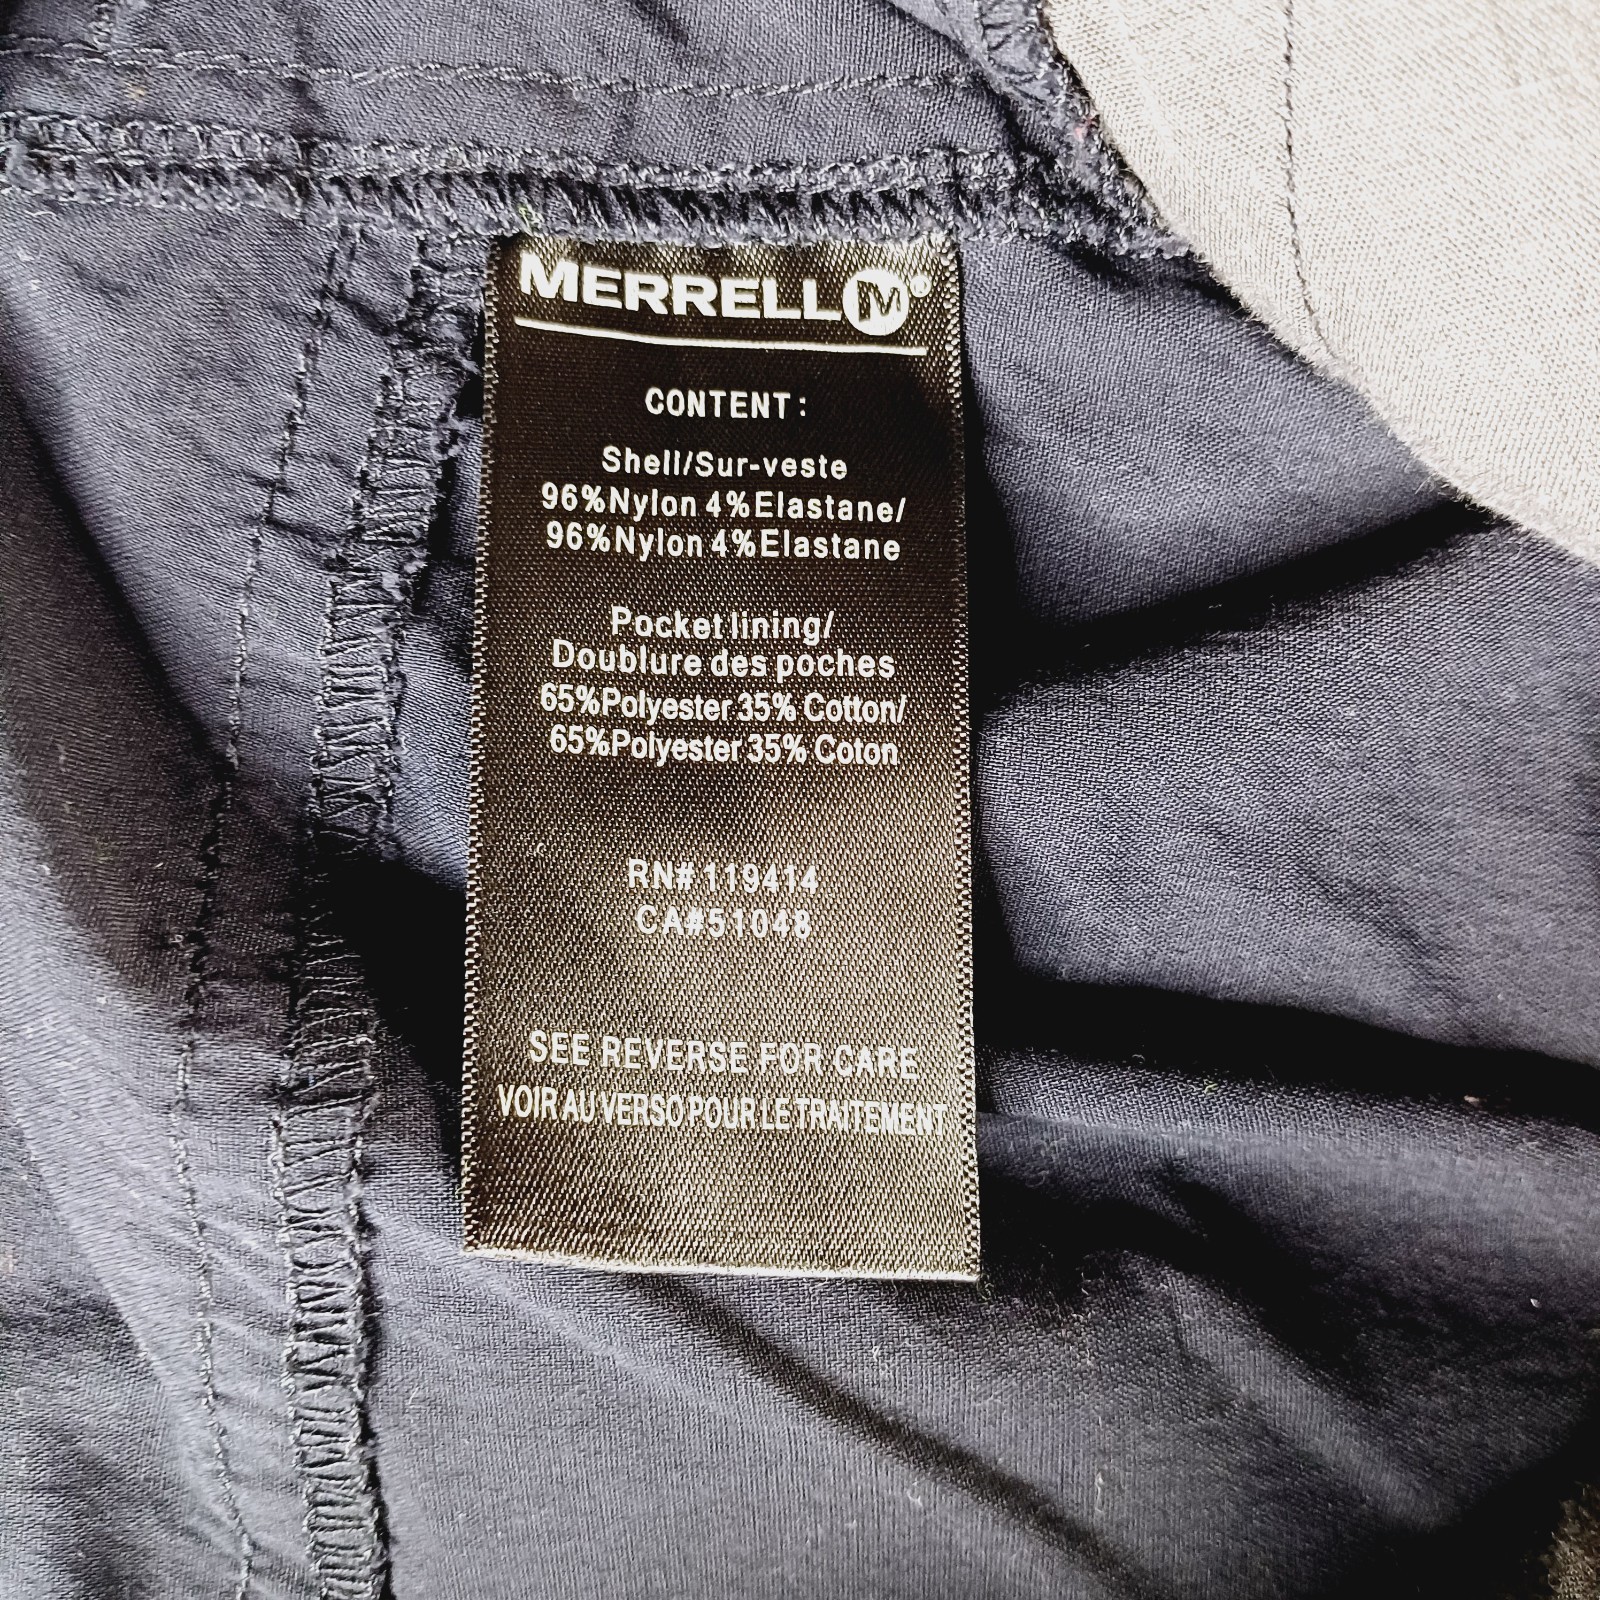 MERRELL M®
CONTENT:
Shell/Sur-veste
96%Nylon 4%Elastane/
96%Nylon 4%Elastane
Pocket lining/
Doublure des poches
65%Polyester 35% Cotton/
65%Polyester 35% Coton
RN# 119414
CA#51048
SEE REVERSE FOR CARE
VOIR AU VERSO POUR LE TRAITEMENT